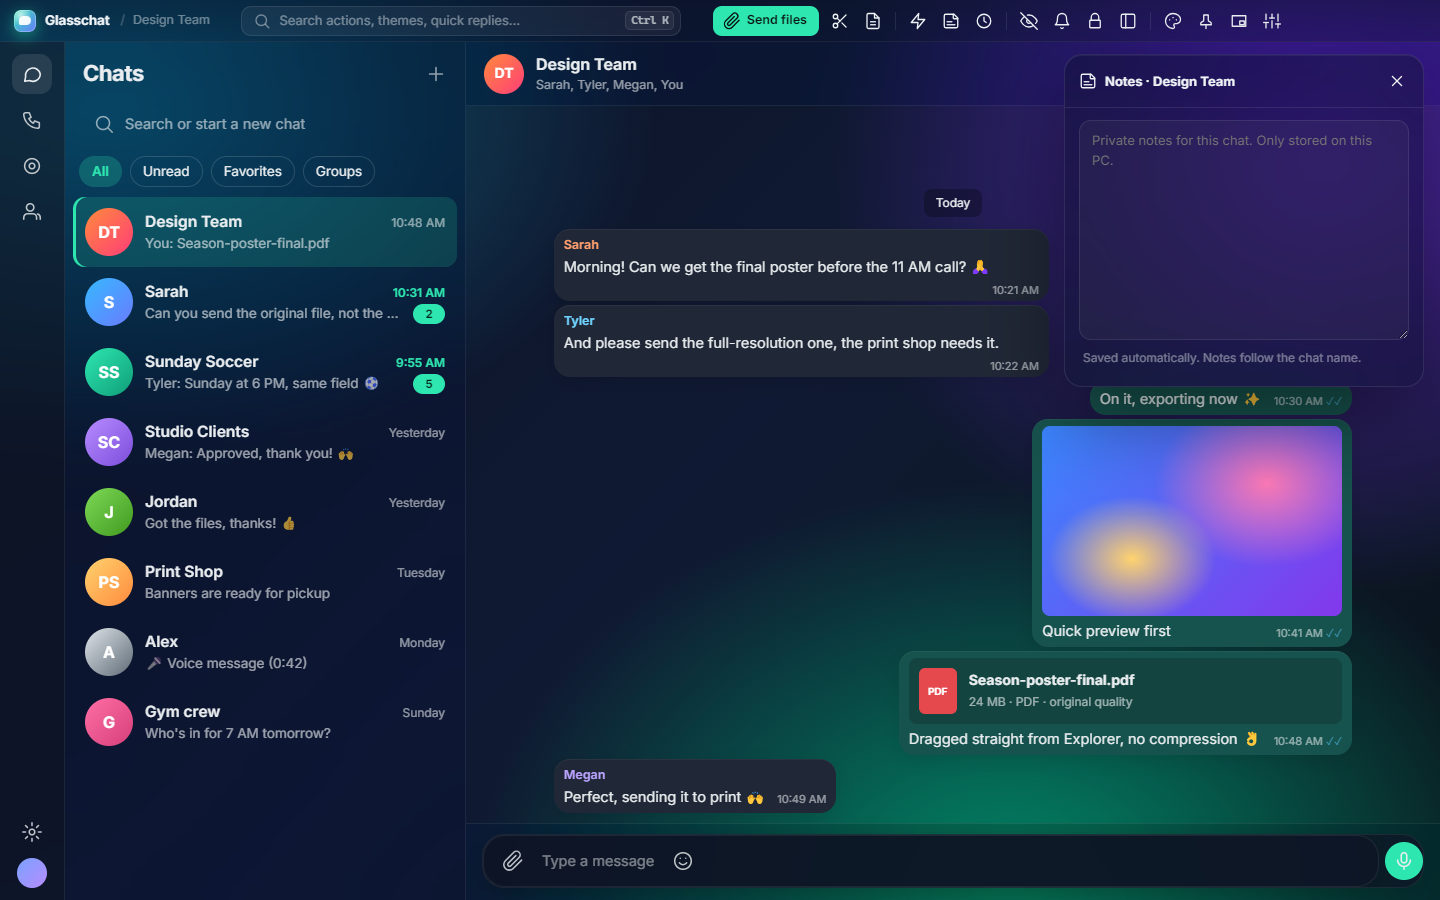 Glasschat / Design Team
Search actions, themes, quick replies...
Ctrl K
Send files
Chats
Search or start a new chat
All
Unread
Favorites
Groups
DT
Design Team
10:48 AM
You: Season-poster-final.pdf
S
Sarah
10:31 AM
Can you send the original file, not the ...
2
SS
Sunday Soccer
9:55 AM
Tyler: Sunday at 6 PM, same field ⚽
5
SC
Studio Clients
Yesterday
Megan: Approved, thank you! 🙌
J
Jordan
Yesterday
Got the files, thanks! 👍
PS
Print Shop
Tuesday
Banners are ready for pickup
A
Alex
Monday
🎤 Voice message (0:42)
G
Gym crew
Sunday
Who's in for 7 AM tomorrow?
DT
Design Team
Sarah, Tyler, Megan, You
Today
Sarah
Morning! Can we get the final poster before the 11 AM call? 🙏
10:21 AM
Tyler
And please send the full-resolution one, the print shop needs it.
10:22 AM
On it, exporting now ✨ 10:30 AM ✓✓
Quick preview first 10:41 AM ✓✓
PDF
Season-poster-final.pdf
24 MB · PDF · original quality
Dragged straight from Explorer, no compression 👌 10:48 AM ✓✓
Megan
Perfect, sending it to print 🙌 10:49 AM
Type a message
Notes · Design Team
Private notes for this chat. Only stored on this
PC.
Saved automatically. Notes follow the chat name.